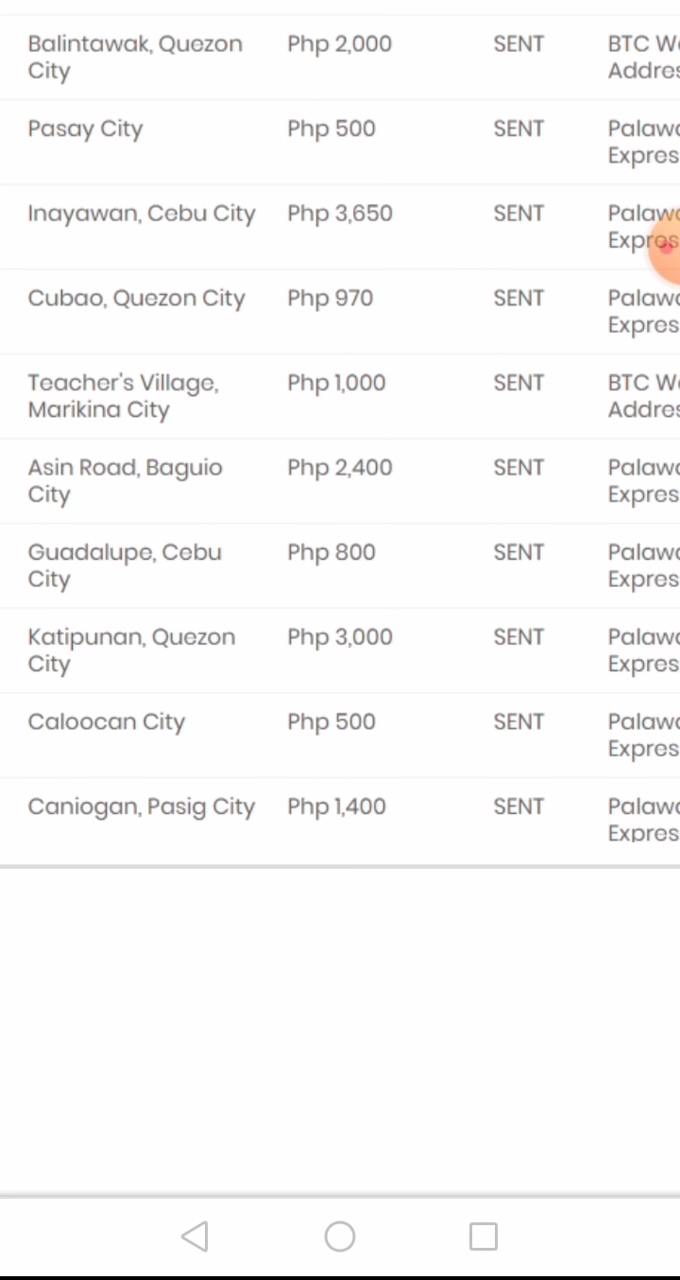 Balintawak, Quezon City Php 2,000 SENT BTC
Pasay City Php 500 SENT
Inayawan, Cebu City Php 3,650 SENT
Cubao, Quezon City Php 970 SENT
Teacher's Village, Marikina City Php 1,000 SENT BTC
Asin Road, Baguio City Php 2,400 SENT
Guadalupe, Cebu City Php 800 SENT
Katipunan, Quezon City Php 3,000 SENT
Caloocan City Php 500 SENT
Caniogan, Pasig City Php 1,400 SENT